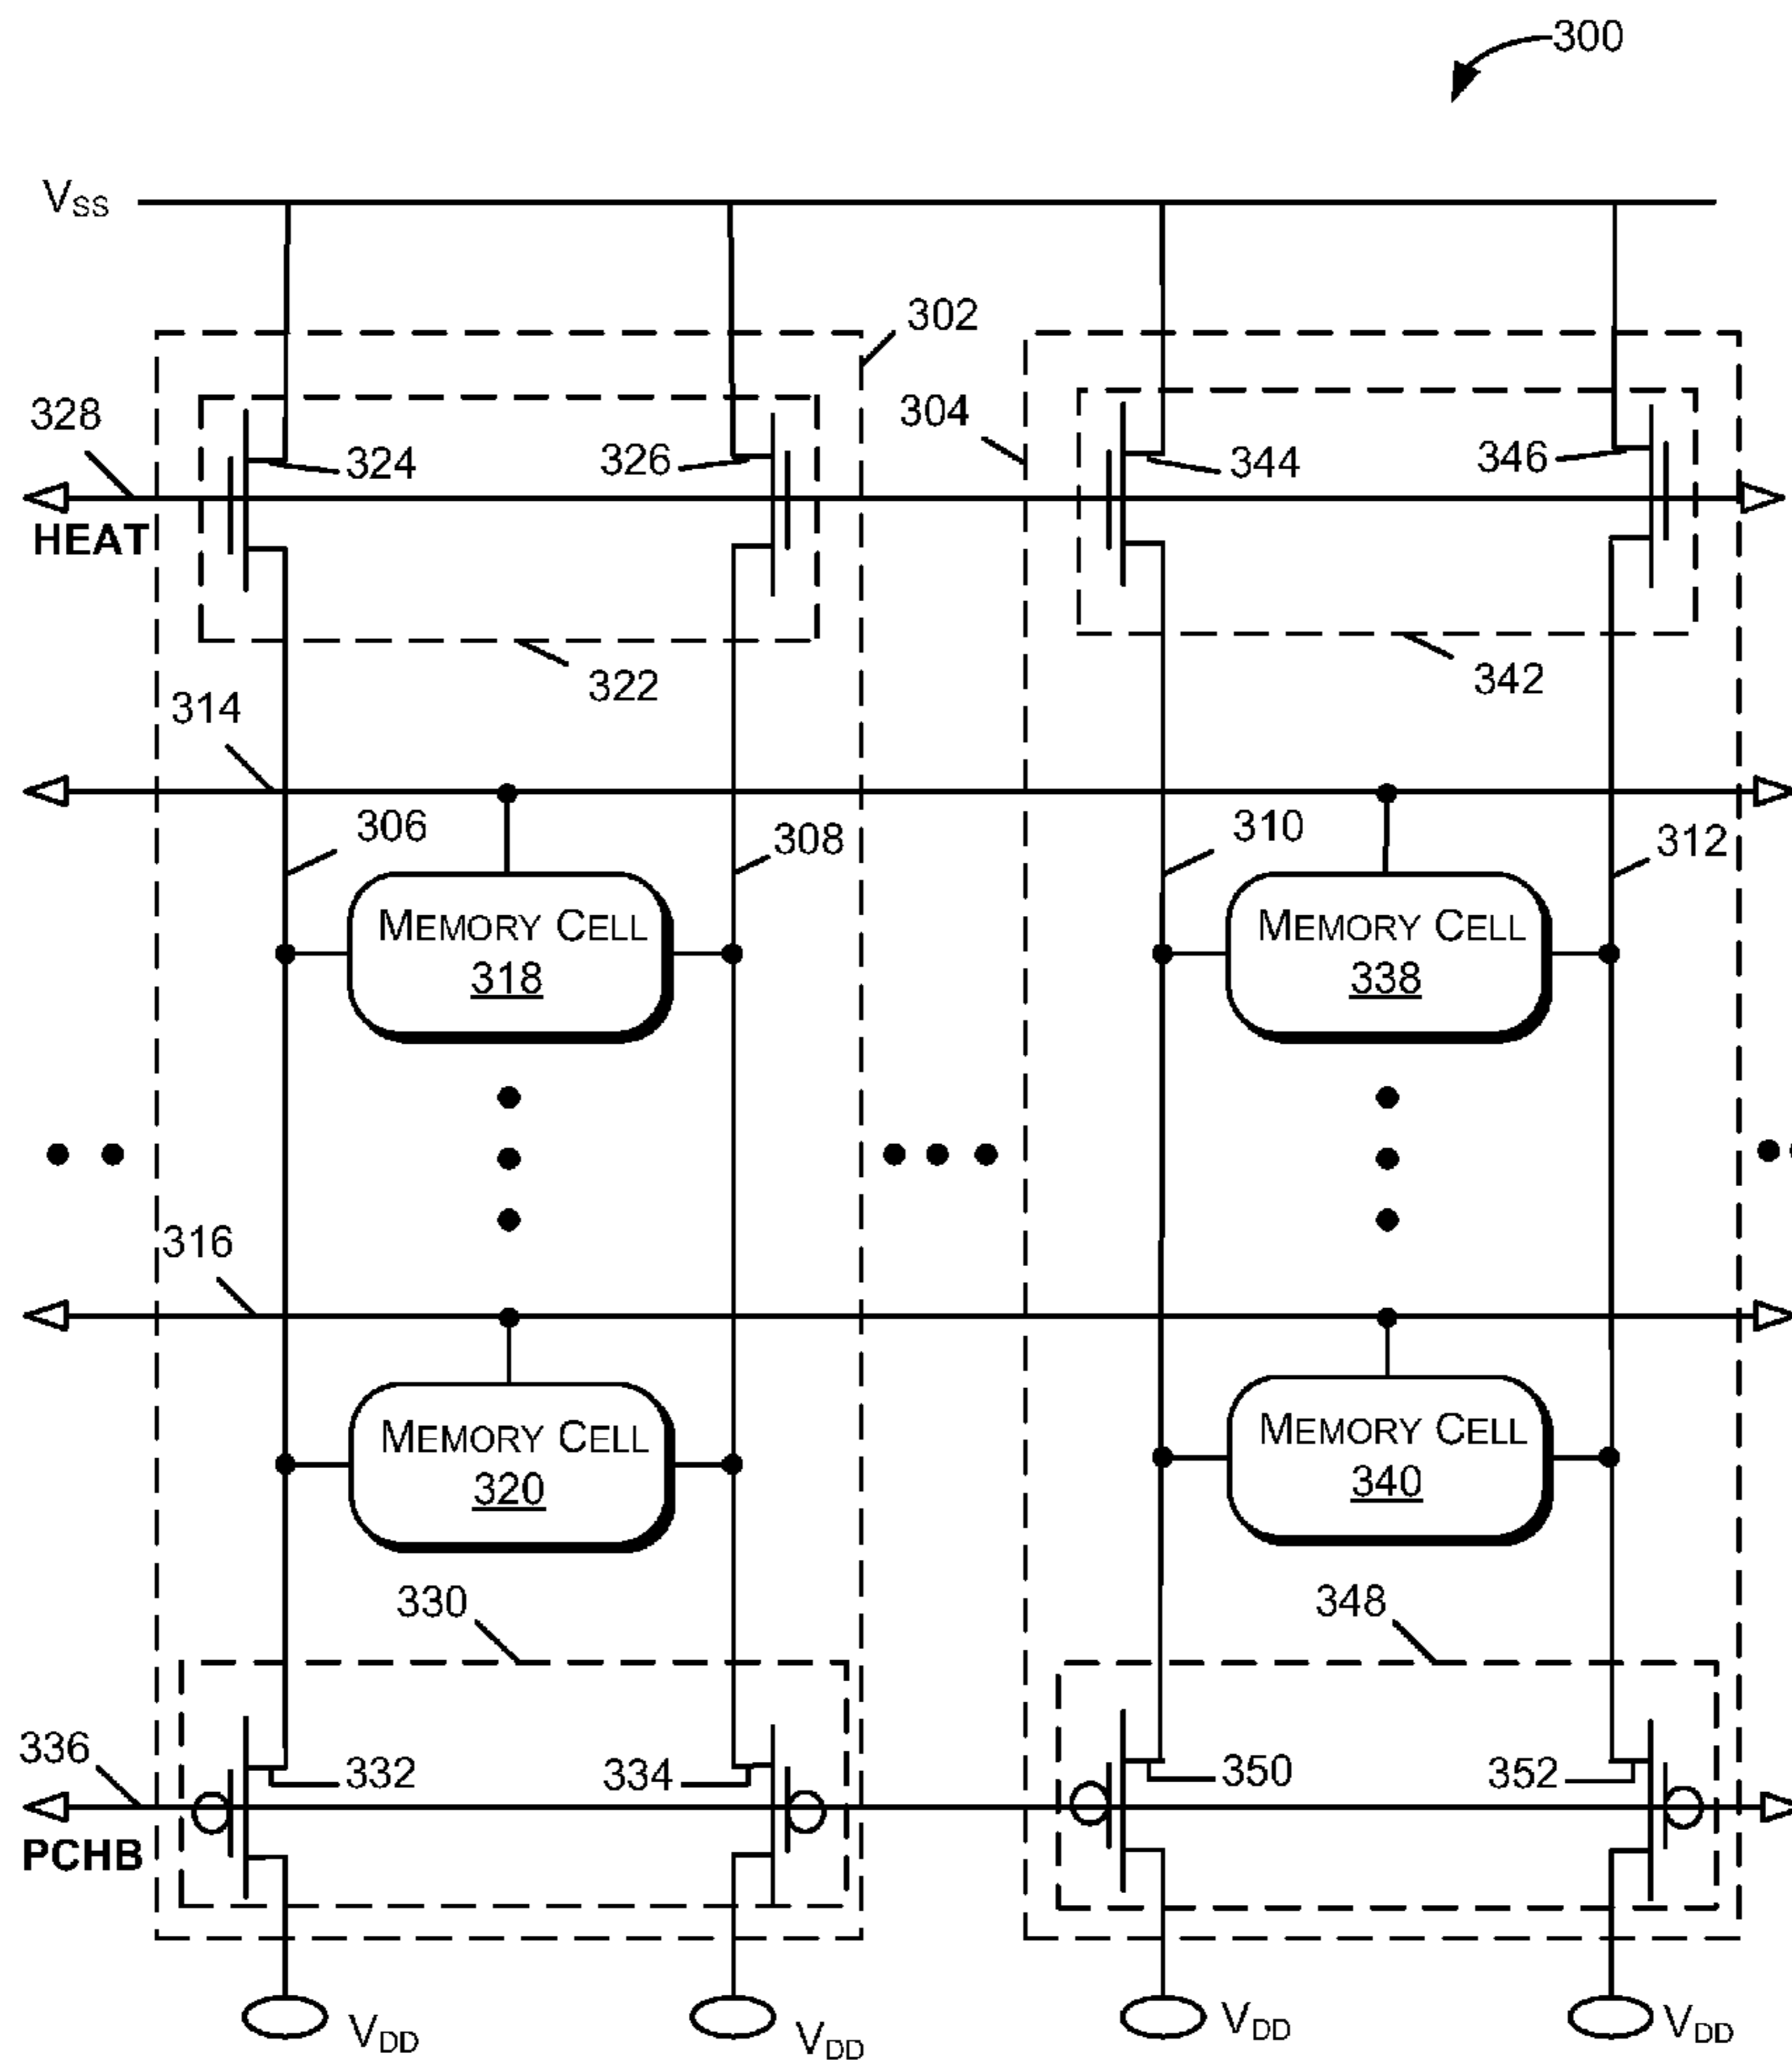 300
VSS
302
328
324
326
304
344
346
HEAT
322
342
314
306
308
310
312
MEMORY CELL
318
MEMORY CELL
338
316
MEMORY CELL
320
MEMORY CELL
340
330
348
336
332
334
350
352
PCHB
VDD
VDD
VDD
VDD